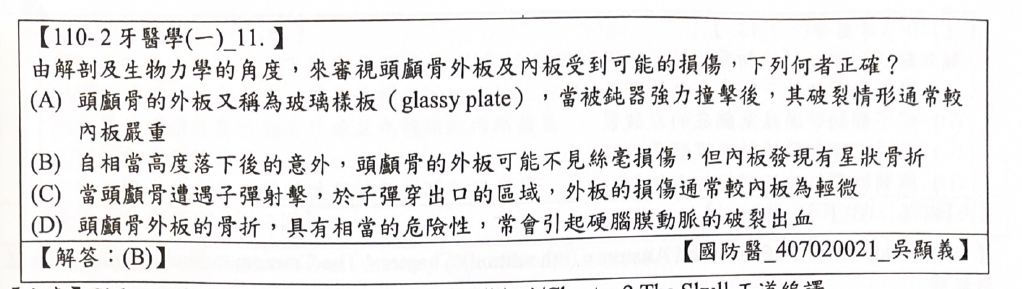 【110-2 牙醫學(一)_11. 】
由解剖及生物力學的角度，來審視頭顱骨外板及內板受到可能的損傷，下列何者正確？
(A) 頭顱骨的外板又稱為玻璃樣板（glassy plate），當被鈍器強力撞擊後，其破裂情形通常較
內板嚴重
(B) 自相當高度落下後的意外，頭顱骨的外板可能不見絲毫損傷，但內板發現有星狀骨折
(C) 當頭顱骨遭遇子彈射擊，於子彈穿出口的區域，外板的損傷通常較內板為輕微
(D) 頭顱骨外板的骨折，具有相當的危險性，常會引起硬腦膜動脈的破裂出血
【解答：(B)】 【國防醫_407020021_吳顯義】